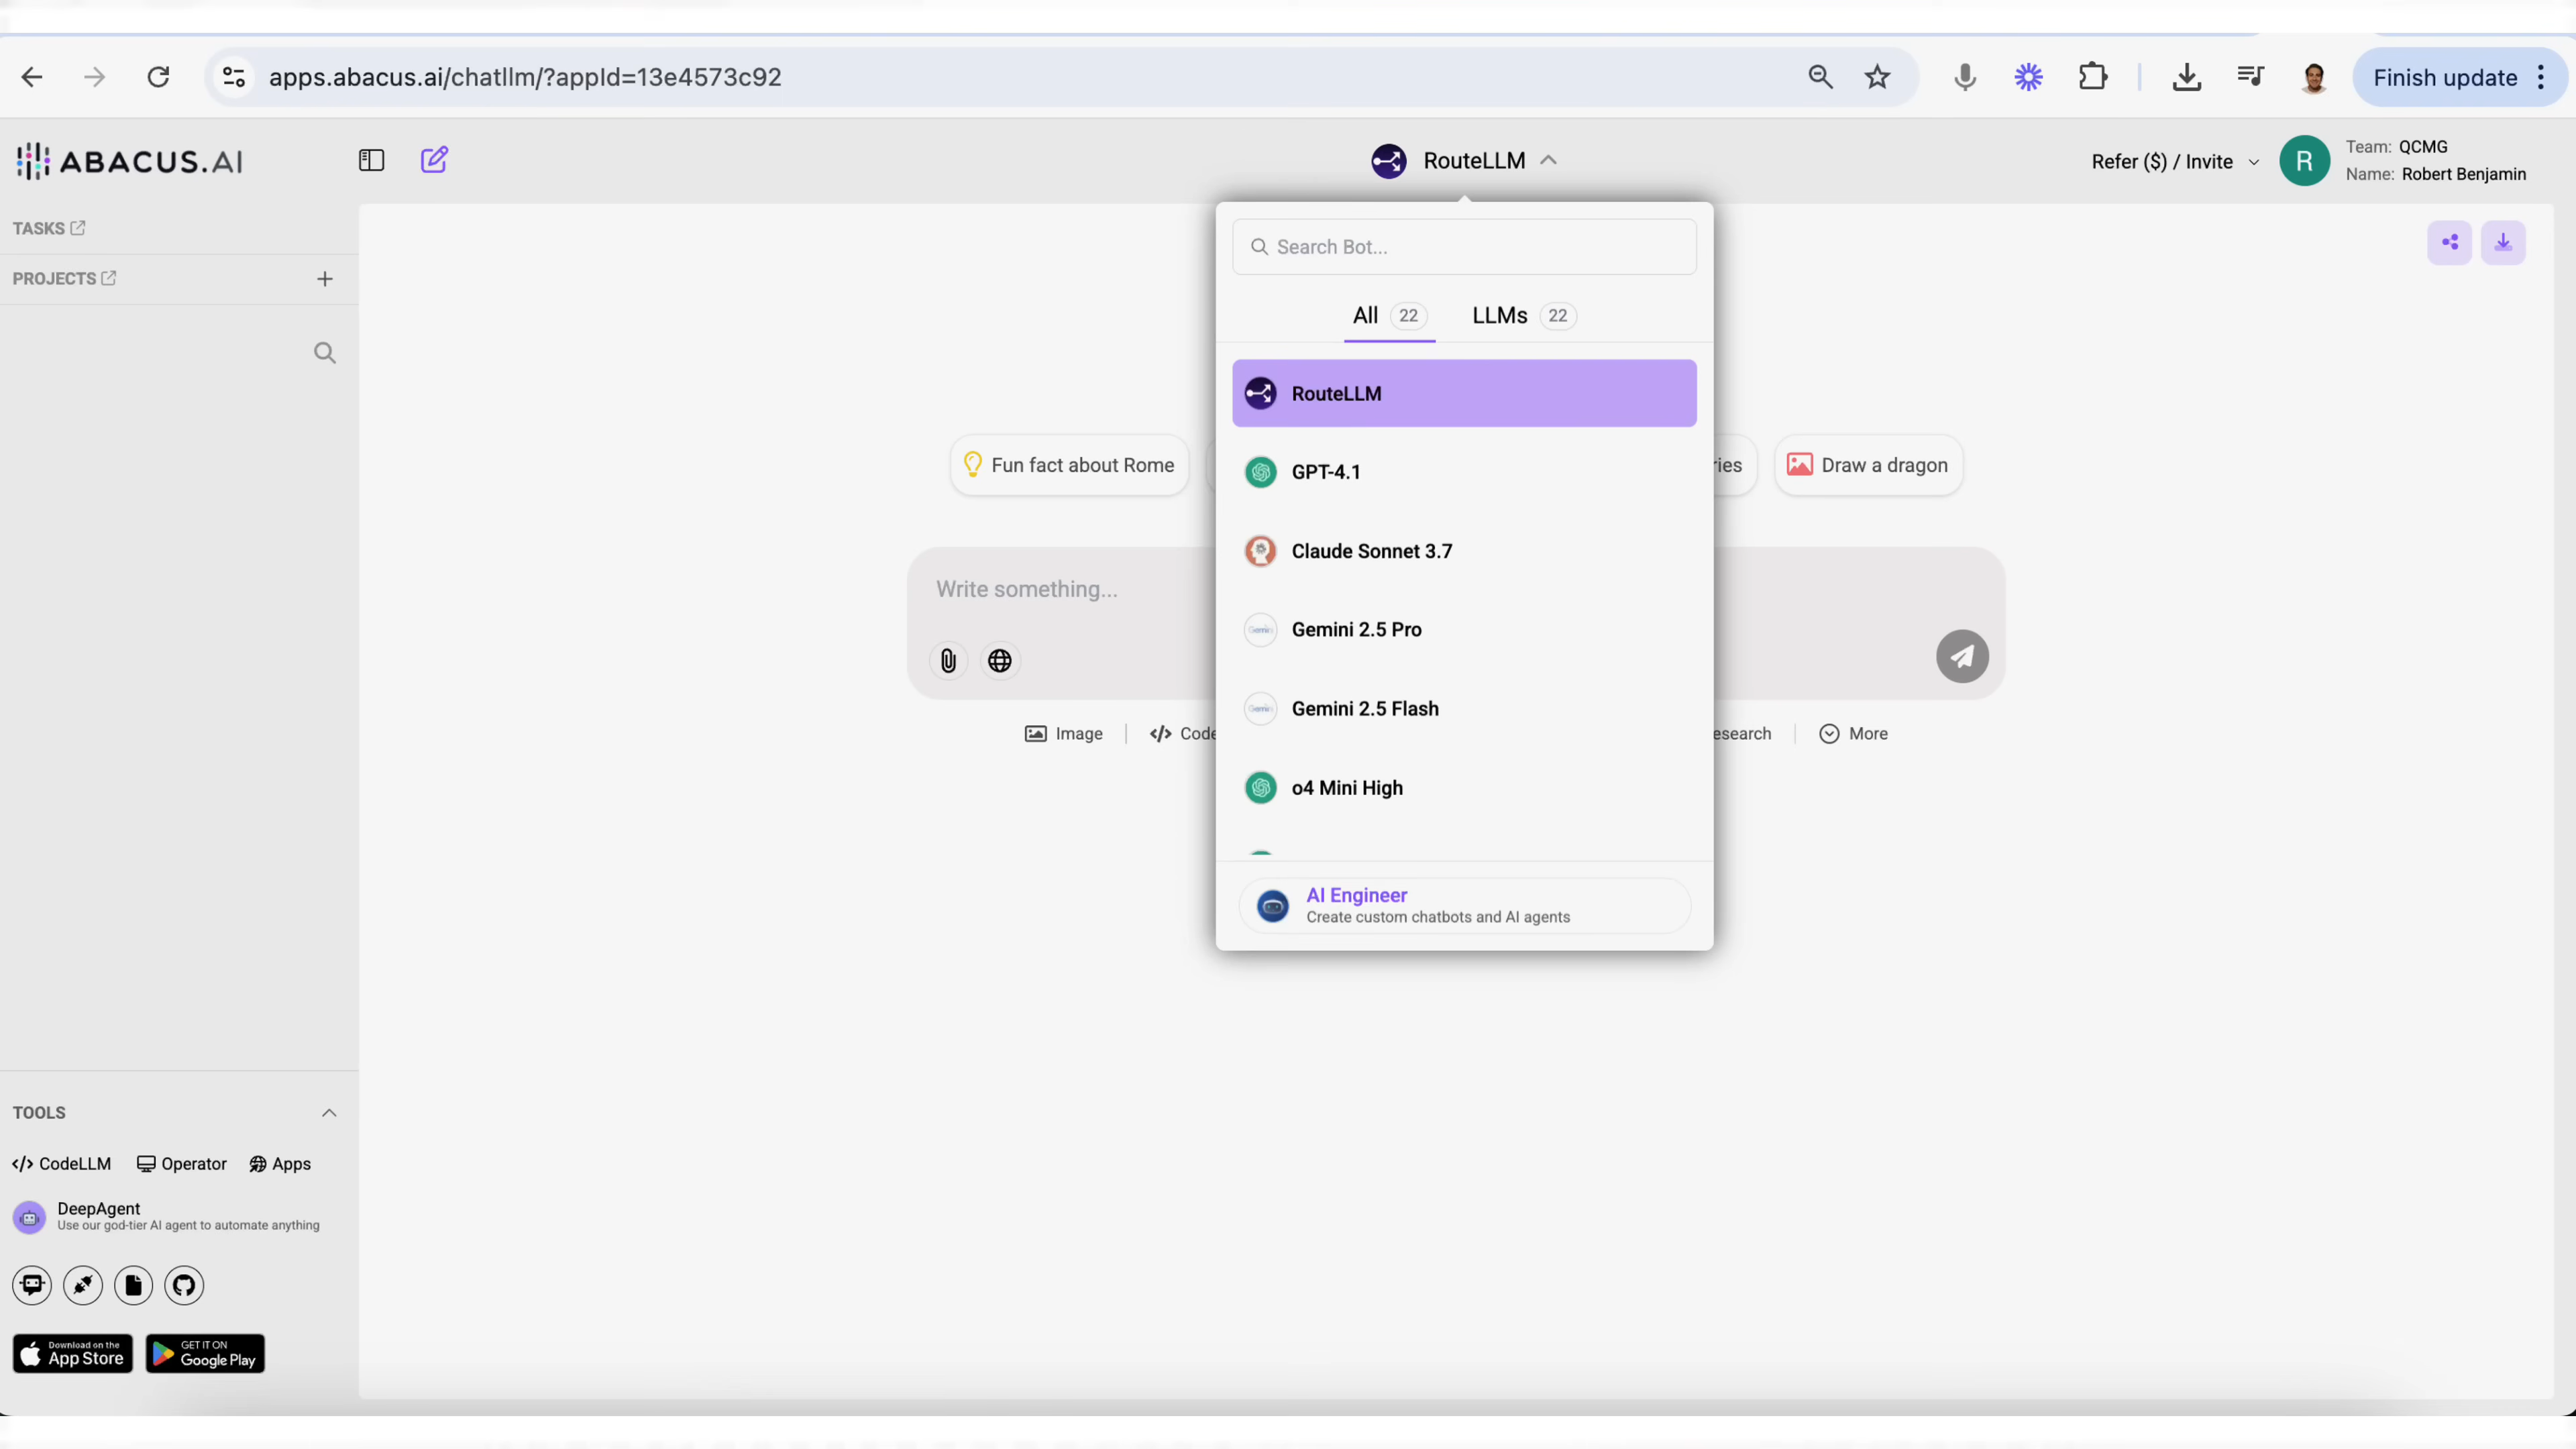 apps.abacus.ai/chatllm/?appId=13e4573c92
Finish update
ABACUS.AI
RouteLLM
Refer ($) / Invite
R
Team: QCMG
Name: Robert Benjamin
TASKS
PROJECTS
Search Bot...
All 22
LLMs 22
RouteLLM
GPT-4.1
Claude Sonnet 3.7
Gemini 2.5 Pro
Gemini 2.5 Flash
o4 Mini High
AI Engineer
Create custom chatbots and AI agents
Fun fact about Rome
ries
Draw a dragon
Write something...
Image
Code
esearch
More
TOOLS
CodeLLM
Operator
Apps
DeepAgent
Use our god-tier AI agent to automate anything
Download on the
App Store
GET IT ON
Google Play